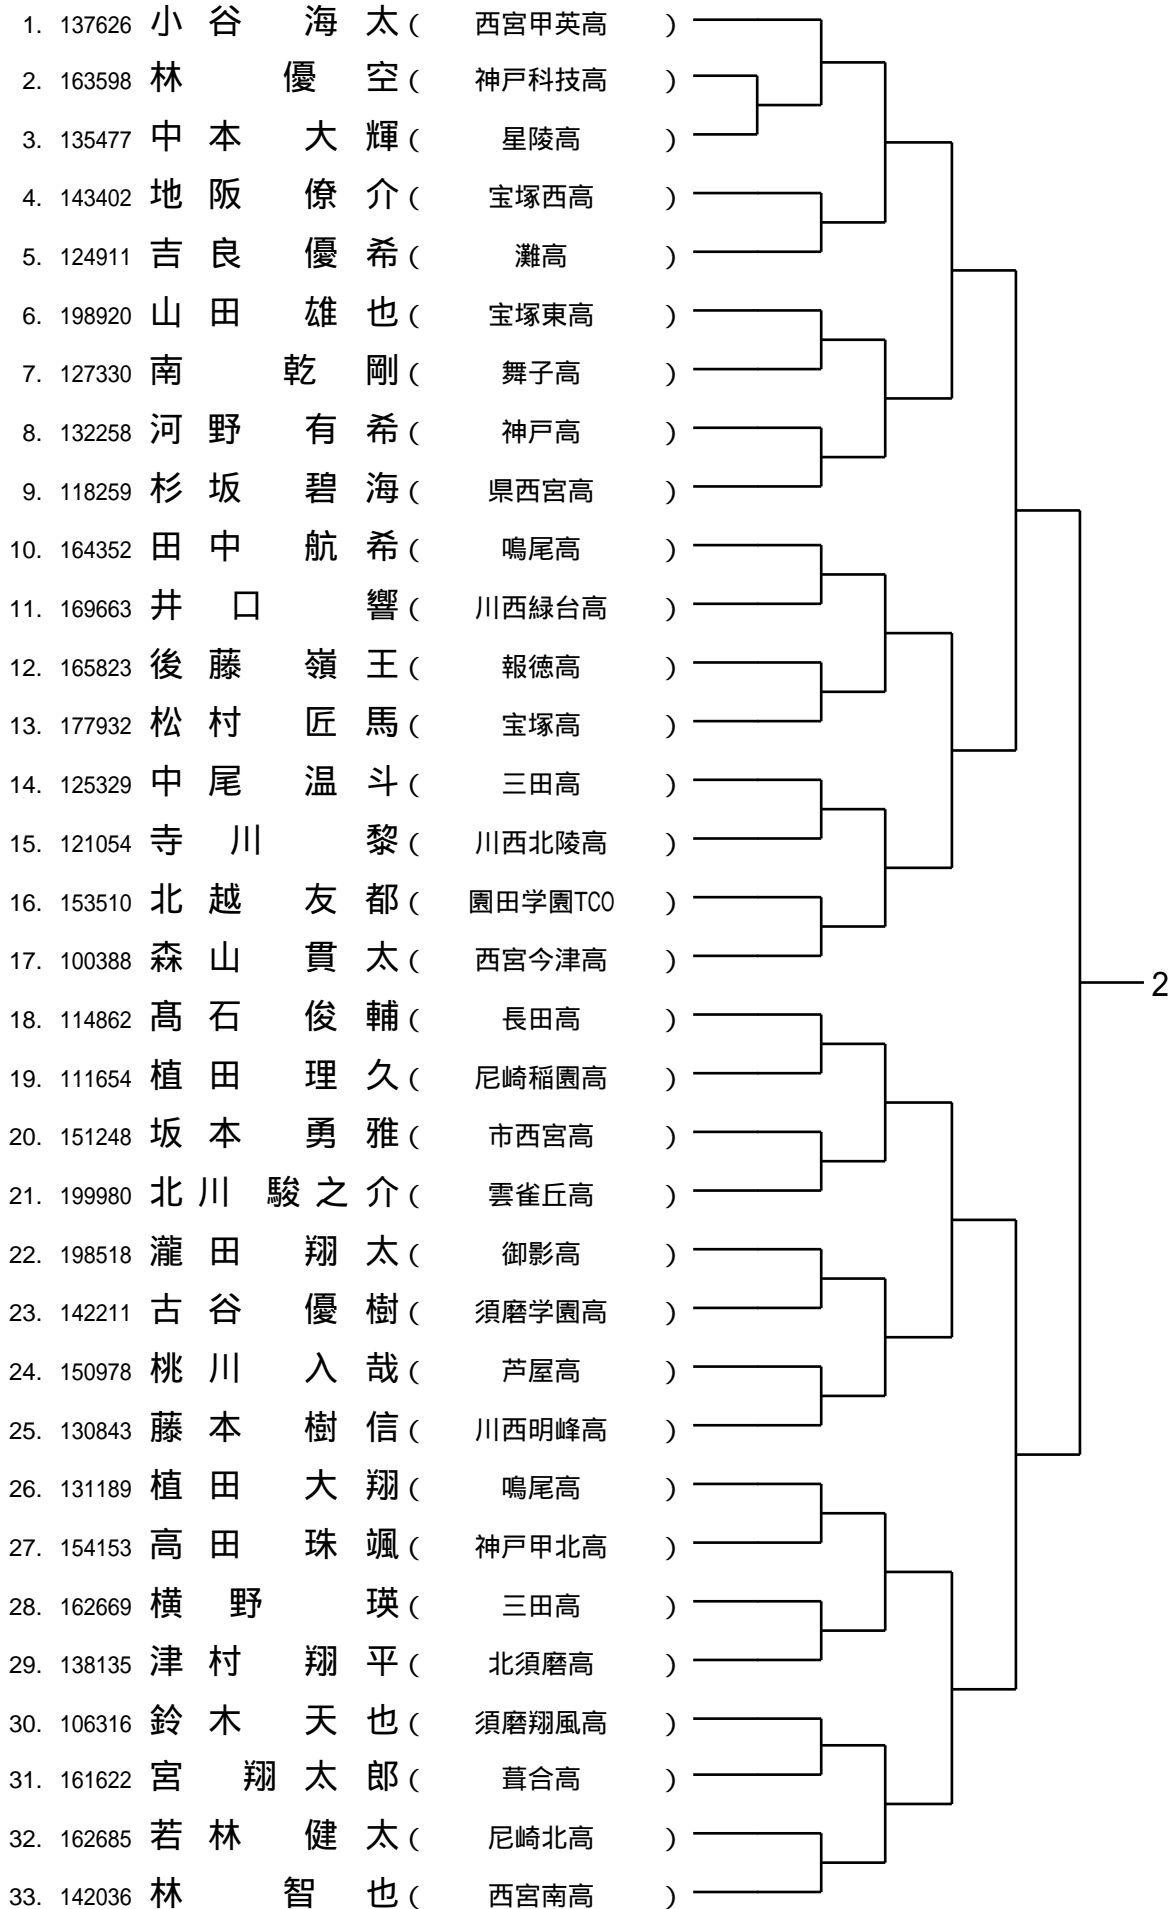 1. 137626 小谷 海太 ( 西宮甲英高 )
2. 163598 林 優空 ( 神戸科技高 )
3. 135477 中本 大輝 ( 星陵高 )
4. 143402 地阪 僚介 ( 宝塚西高 )
5. 124911 吉良 優希 ( 灘高 )
6. 198920 山田 雄也 ( 宝塚東高 )
7. 127330 南 乾剛 ( 舞子高 )
8. 132258 河野 有希 ( 神戸高 )
9. 118259 杉坂 碧海 ( 県西宮高 )
10. 164352 田中 航希 ( 鳴尾高 )
11. 169663 井口 響 ( 川西緑台高 )
12. 165823 後藤 嶺王 ( 報徳高 )
13. 177932 松村 匠馬 ( 宝塚高 )
14. 125329 中尾 温斗 ( 三田高 )
15. 121054 寺川 黎 ( 川西北陵高 )
16. 153510 北越 友都 ( 園田学園TCO )
17. 100388 森山 貫太 ( 西宮今津高 )
2
18. 114862 髙石 俊輔 ( 長田高 )
19. 111654 植田 理久 ( 尼崎稲園高 )
20. 151248 坂本 勇雅 ( 市西宮高 )
21. 199980 北川 駿之介 ( 雲雀丘高 )
22. 198518 瀧田 翔太 ( 御影高 )
23. 142211 古谷 優樹 ( 須磨学園高 )
24. 150978 桃川 入哉 ( 芦屋高 )
25. 130843 藤本 樹信 ( 川西明峰高 )
26. 131189 植田 大翔 ( 鳴尾高 )
27. 154153 高田 珠颯 ( 神戸甲北高 )
28. 162669 横野 瑛 ( 三田高 )
29. 138135 津村 翔平 ( 北須磨高 )
30. 106316 鈴木 天也 ( 須磨翔風高 )
31. 161622 宮 翔太郎 ( 葺合高 )
32. 162685 若林 健太 ( 尼崎北高 )
33. 142036 林 智也 ( 西宮南高 )